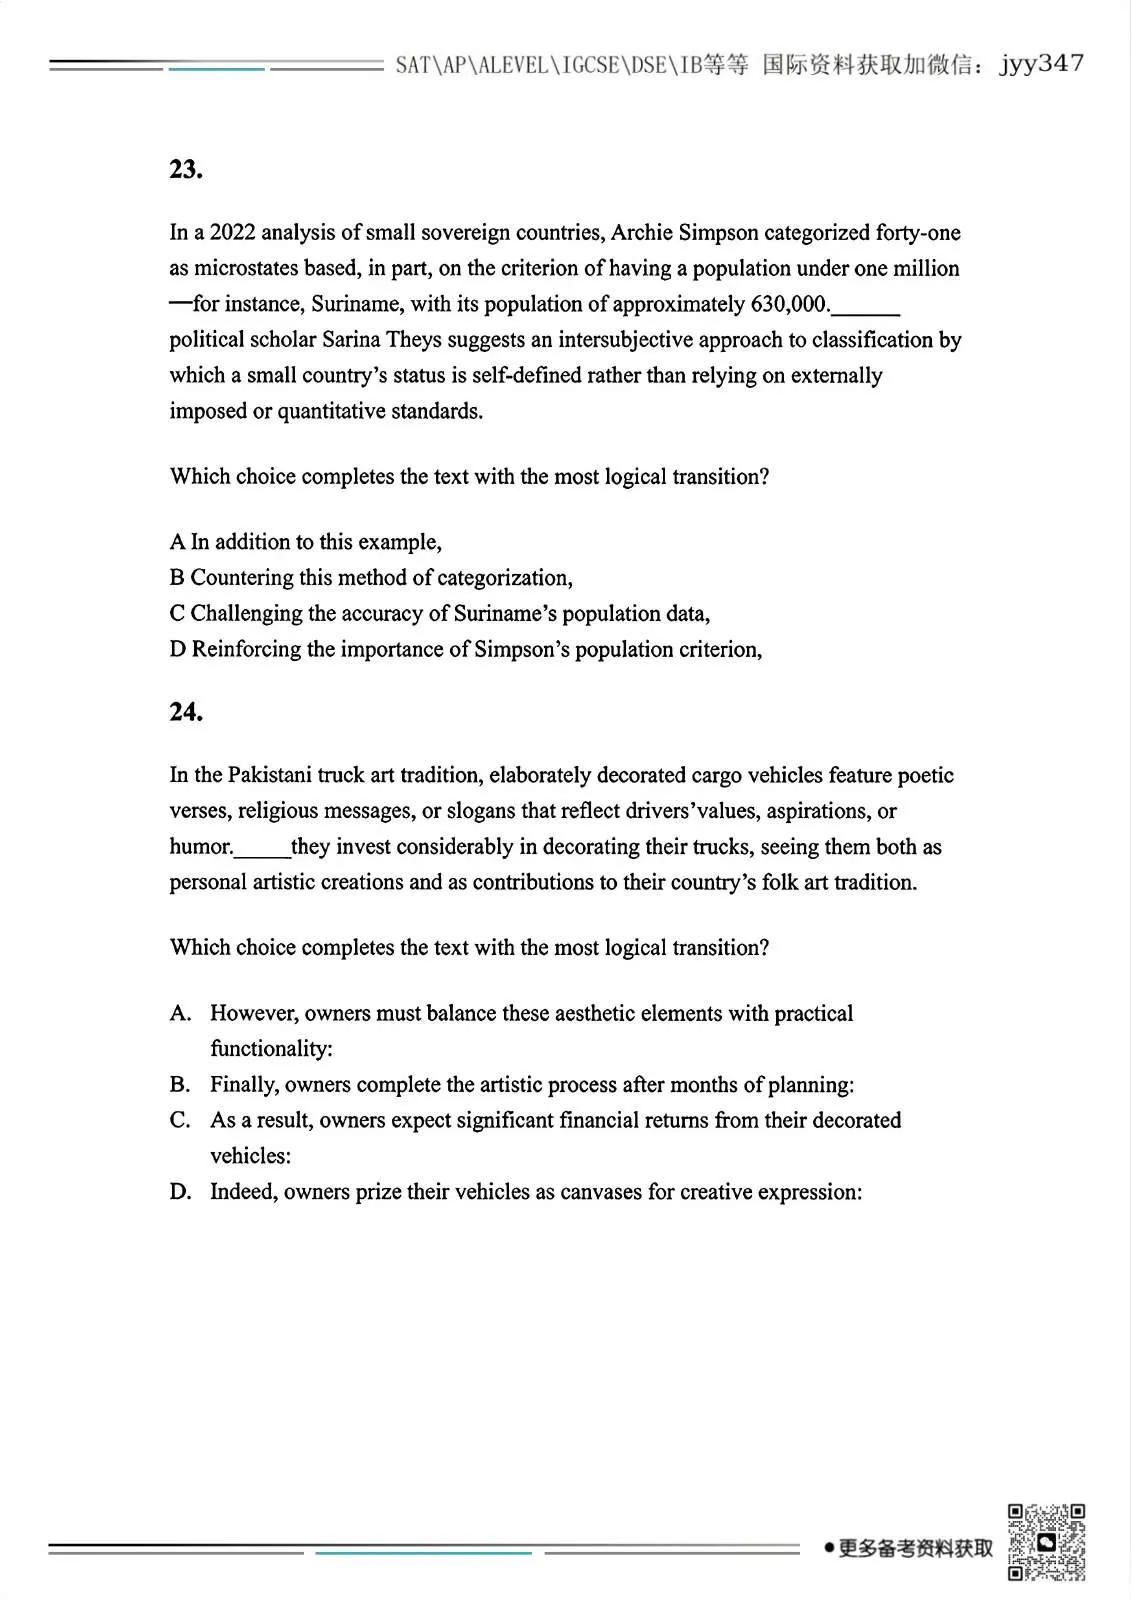 SAT\AP\ALEVEL\IGCSE\DSE\IB等等 国际资料获取加微信：jyy347
23.
In a 2022 analysis of small sovereign countries, Archie Simpson categorized forty-one
as microstates based, in part, on the criterion of having a population under one million
—for instance, Suriname, with its population of approximately 630,000.______
political scholar Sarina Theys suggests an intersubjective approach to classification by
which a small country’s status is self-defined rather than relying on externally
imposed or quantitative standards.
Which choice completes the text with the most logical transition?
A In addition to this example,
B Countering this method of categorization,
C Challenging the accuracy of Suriname’s population data,
D Reinforcing the importance of Simpson’s population criterion,
24.
In the Pakistani truck art tradition, elaborately decorated cargo vehicles feature poetic
verses, religious messages, or slogans that reflect drivers’values, aspirations, or
humor._____they invest considerably in decorating their trucks, seeing them both as
personal artistic creations and as contributions to their country’s folk art tradition.
Which choice completes the text with the most logical transition?
A. However, owners must balance these aesthetic elements with practical
functionality:
B. Finally, owners complete the artistic process after months of planning:
C. As a result, owners expect significant financial returns from their decorated
vehicles:
D. Indeed, owners prize their vehicles as canvases for creative expression:
●更多备考资料获取